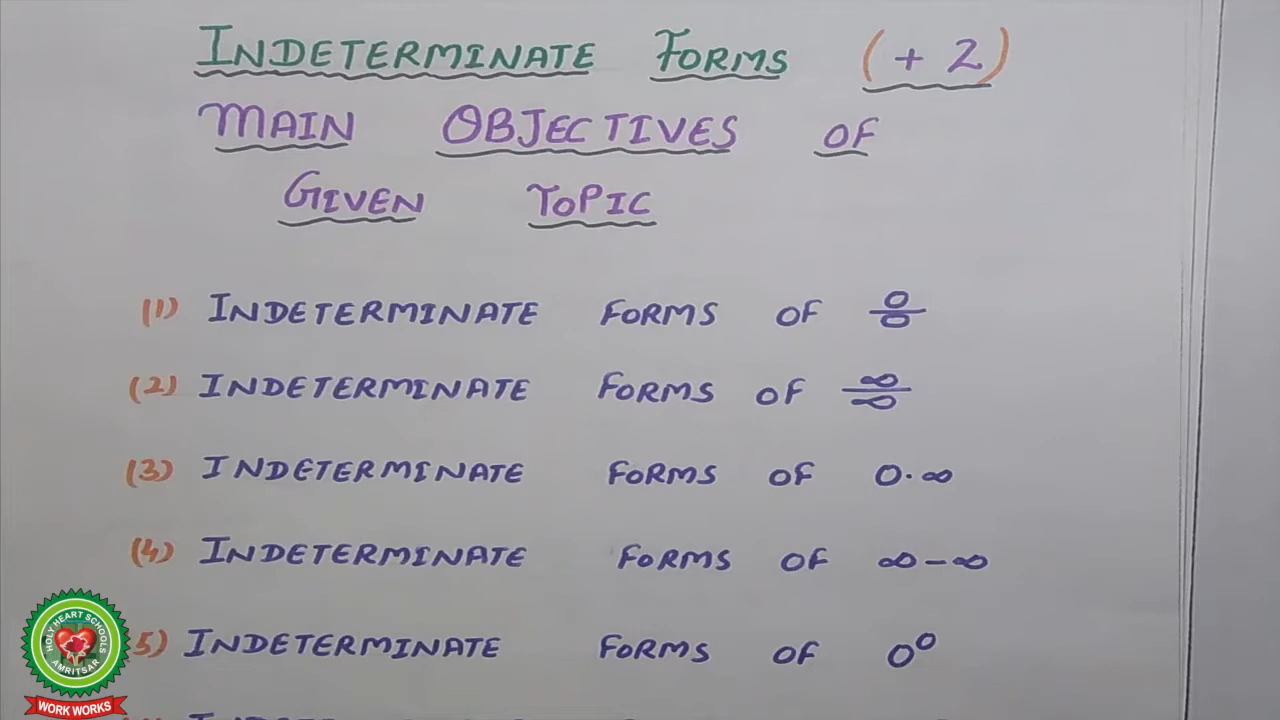 INDETERMINATE FORMS (+2)
MAIN OBJECTIVES OF
GIVEN TOPIC
(1) INDETERMINATE FORMS OF 0/0
(2) INDETERMINATE FORMS OF ∞/∞
(3) INDETERMINATE FORMS OF 0·∞
(4) INDETERMINATE FORMS OF ∞-∞
5) INDETERMINATE FORMS OF 0⁰
HOLY HEART SCHOOLS
AMRITSAR
WORK WORKS